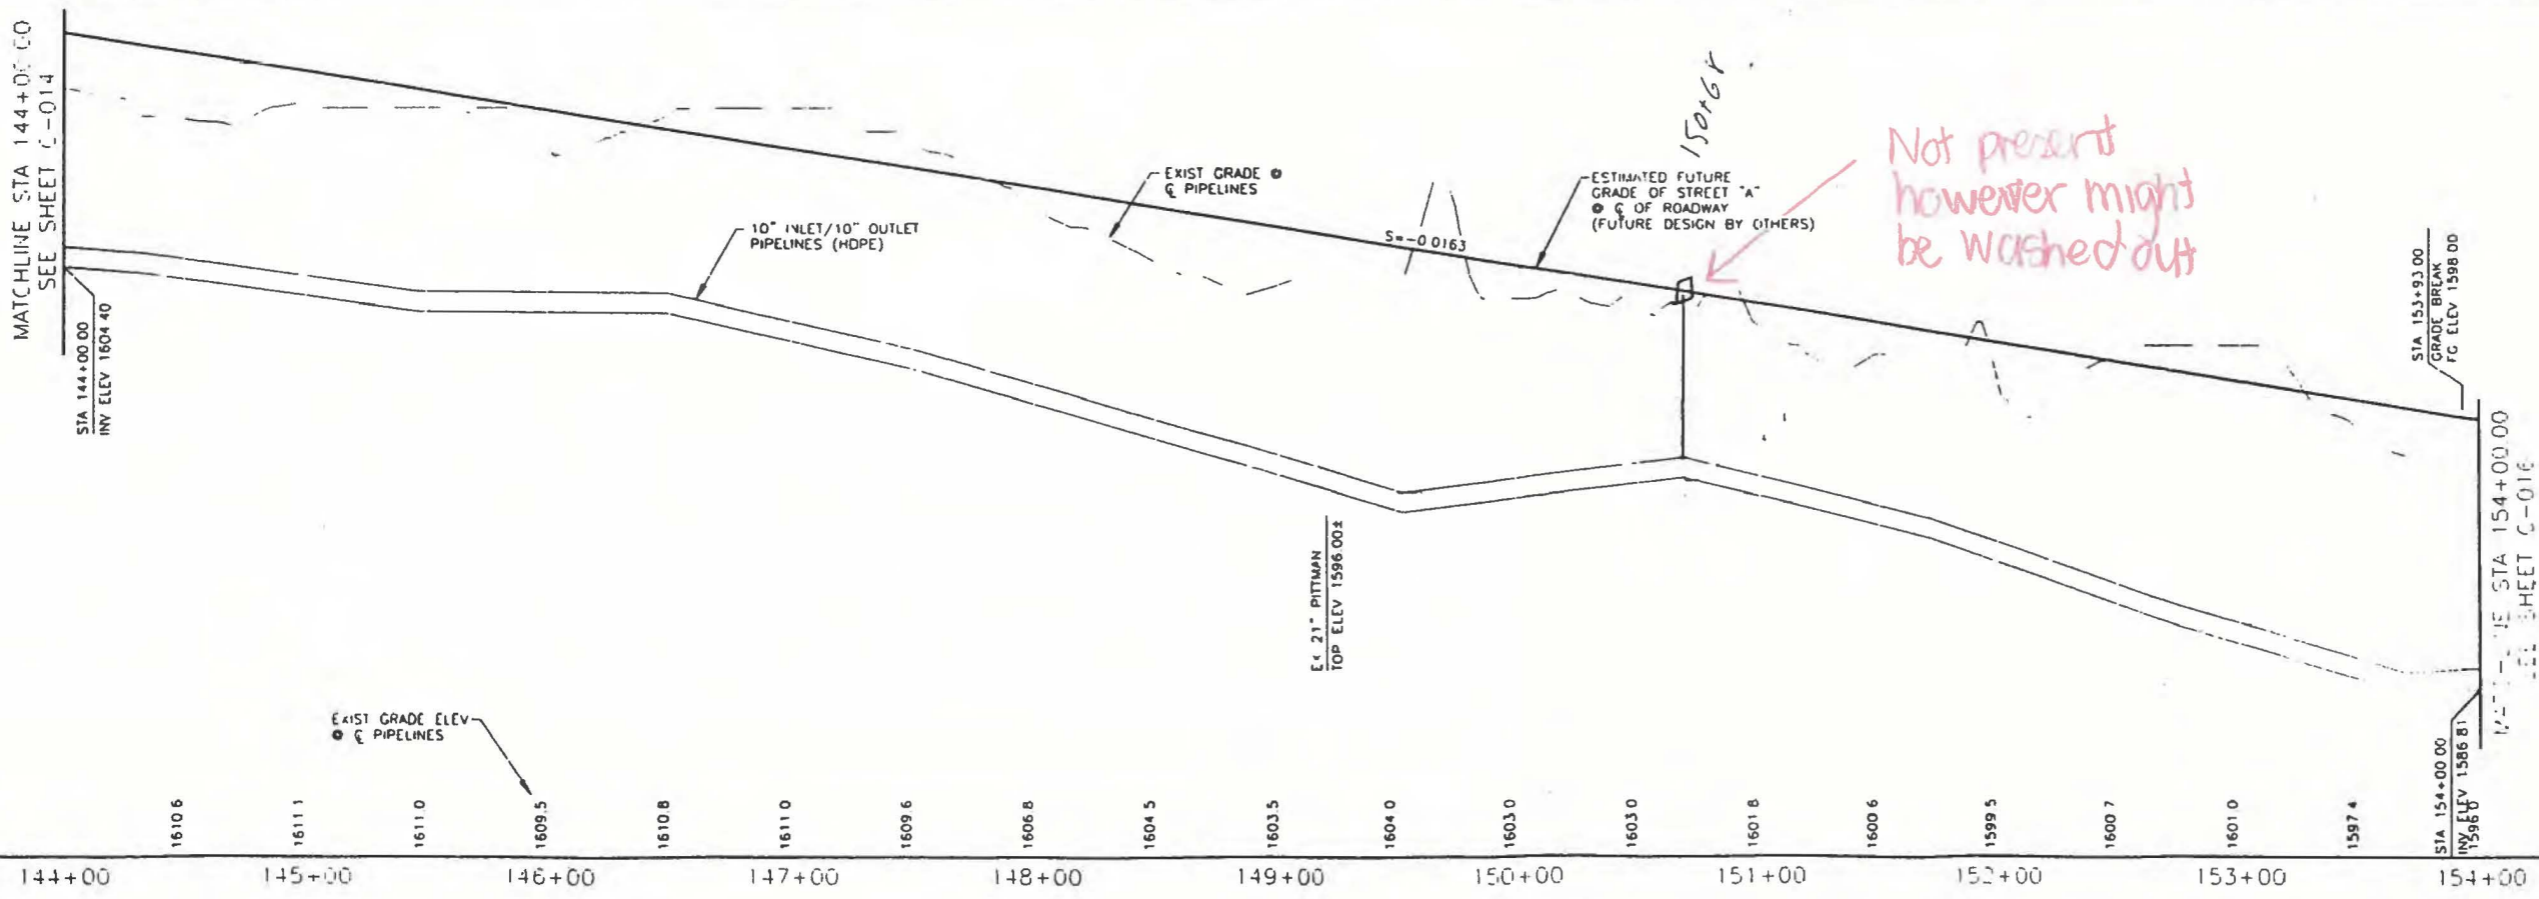 MATCHLINE STA 144+00 00
SEE SHEET C-014
STA 144+00 00
INV ELEV 1604 40
10" INLET/10" OUTLET
PIPELINES (HDPE)
EXIST GRADE @
℄ PIPELINES
S=-0 0163
ESTIMATED FUTURE
GRADE OF STREET "A"
@ ℄ OF ROADWAY
(FUTURE DESIGN BY OTHERS)
150+68
Not present
however might
be washed out
STA 153+93 00
GRADE BREAK
FG ELEV 1598 00
EX 21" PITTMAN
TOP ELEV 1596.00±
STA 154+00.00
SHEET C-016
STA 154+00 00
INV ELEV 1586 81
EXIST GRADE ELEV
@ ℄ PIPELINES
1610 6 1611 1 1611 0 1609.5 1610.8 1611 0 1609.6 1606.8 1604 5 1603.5 1604 0 1603 0 1603 0 1601 8 1600 6 1599 5 1600 7 1601 0 1597 4 1596 0
144+00 145+00 146+00 147+00 148+00 149+00 150+00 151+00 152+00 153+00 154+00